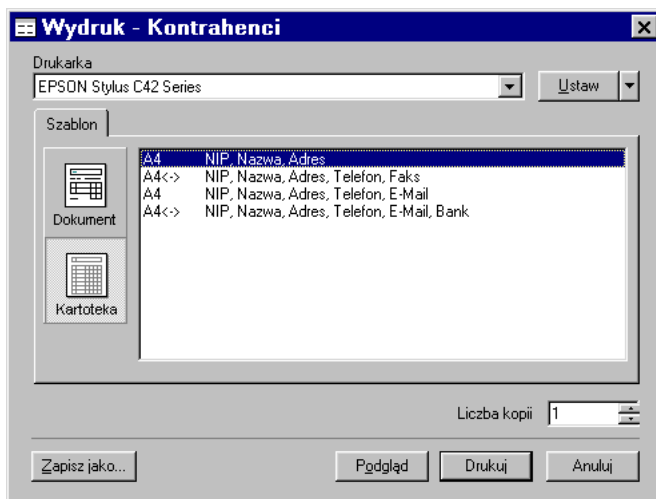 Wydruk - Kontrahenci
Drukarka
EPSON Stylus C42 Series
Ustaw
Szablon
A4 NIP, Nazwa, Adres
A4<-> NIP, Nazwa, Adres, Telefon, Faks
A4 NIP, Nazwa, Adres, Telefon, E-Mail
A4<-> NIP, Nazwa, Adres, Telefon, E-Mail, Bank
Dokument
Kartoteka
Liczba kopii 1
Zapisz jako...
Podgląd
Drukuj
Anuluj